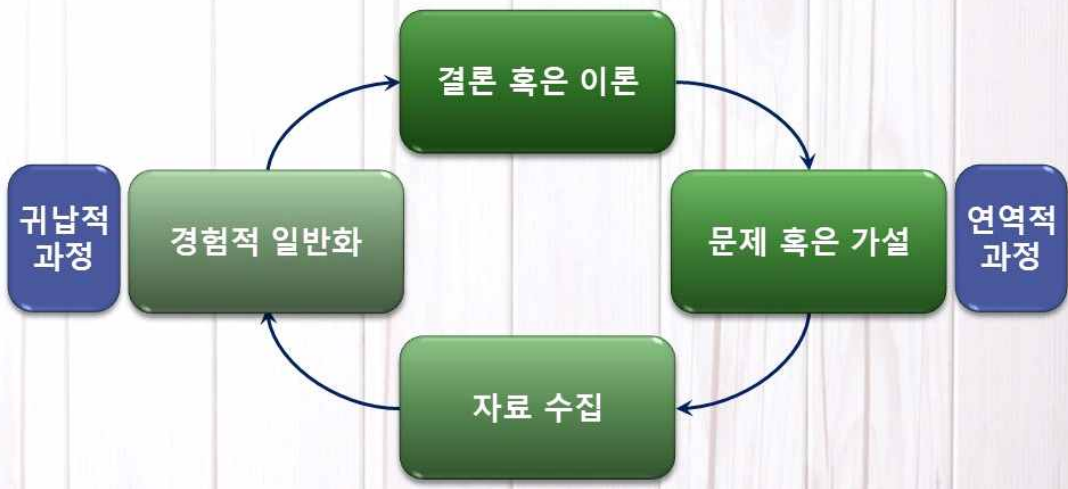 결론 혹은 이론
귀납적
과정
경험적 일반화
문제 혹은 가설
연역적
과정
자료 수집